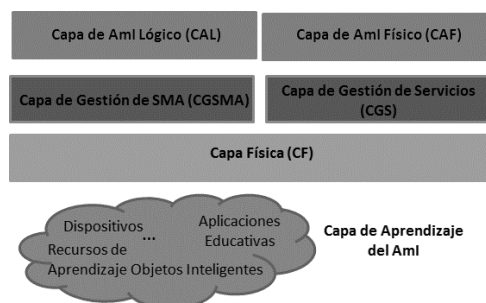 Capa de AmI Lógico (CAL)
Capa de AmI Físico (CAF)
Capa de Gestión de SMA (CGSMA)
Capa de Gestión de Servicios
(CGS)
Capa Física (CF)
Dispositivos
...
Aplicaciones
Educativas
Recursos de
Aprendizaje Objetos Inteligentes
Capa de Aprendizaje
del AmI